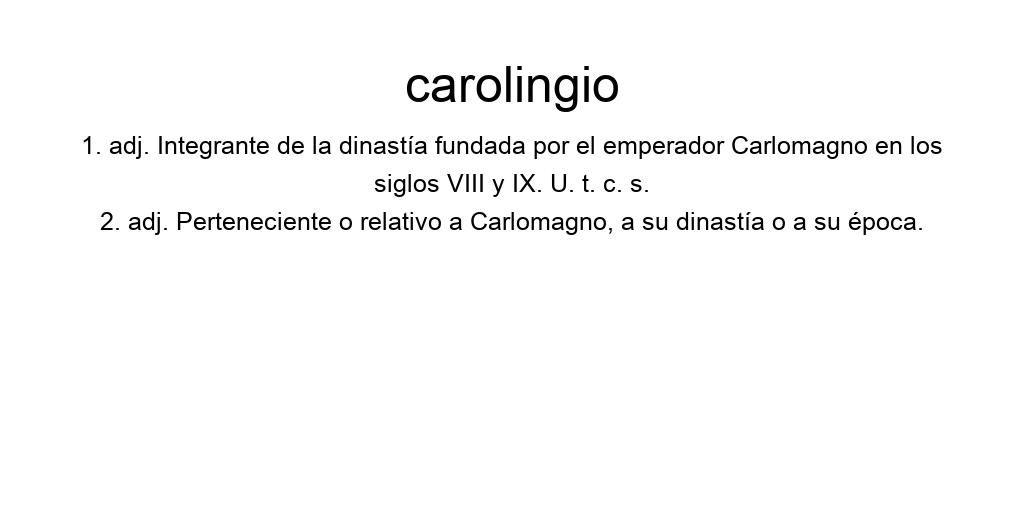 carolingio
1. adj. Integrante de la dinastía fundada por el emperador Carlomagno en los
siglos VIII y IX. U. t. c. s.
2. adj. Perteneciente o relativo a Carlomagno, a su dinastía o a su época.